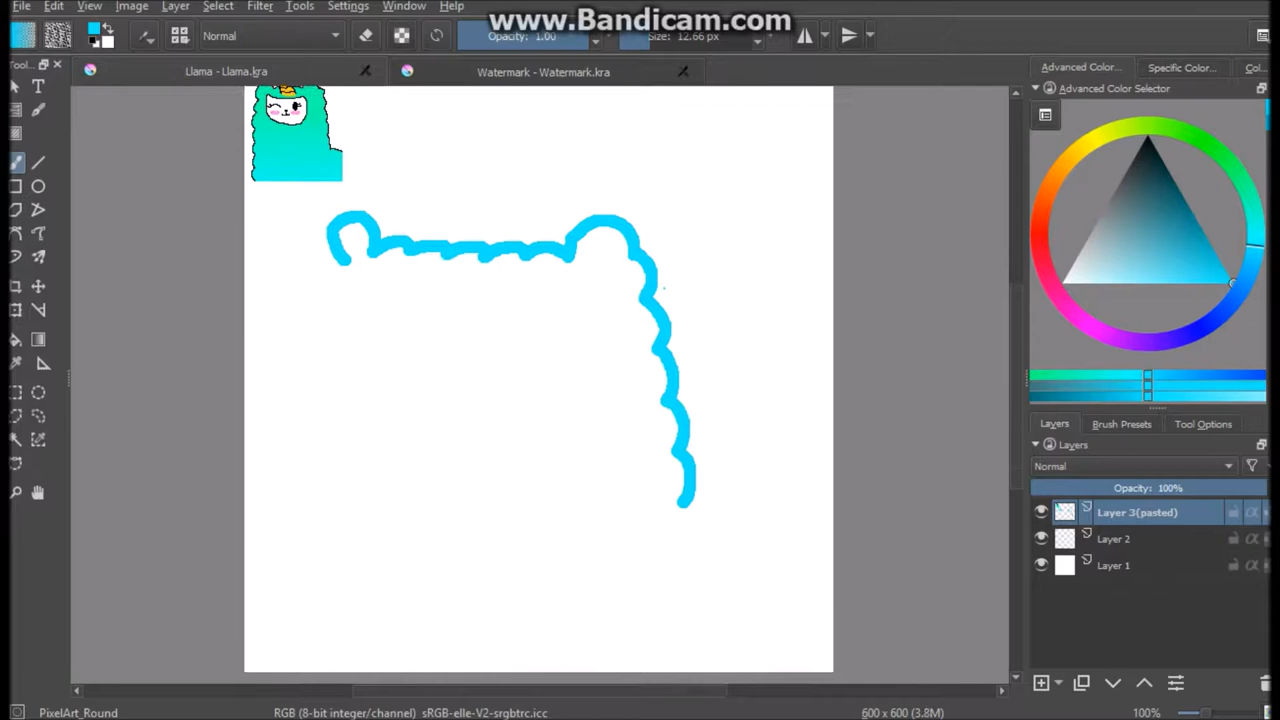 www.Bandicam.com
File Edit View Image Layer Select Filter Tools Settings Window Help
Normal Opacity: 1.00 Size: 12.66 px
Tool...
Llama - Llama.kra
Watermark - Watermark.kra
Advanced Color... Specific Color... Col...
Advanced Color Selector
Layers Brush Presets Tool Options
Layers
Normal
Opacity: 100%
Layer 3(pasted)
Layer 2
Layer 1
PixelArt_Round RGB (8-bit integer/channel) sRGB-elle-V2-srgbtrc.icc 600 x 600 (3.8M) 100%